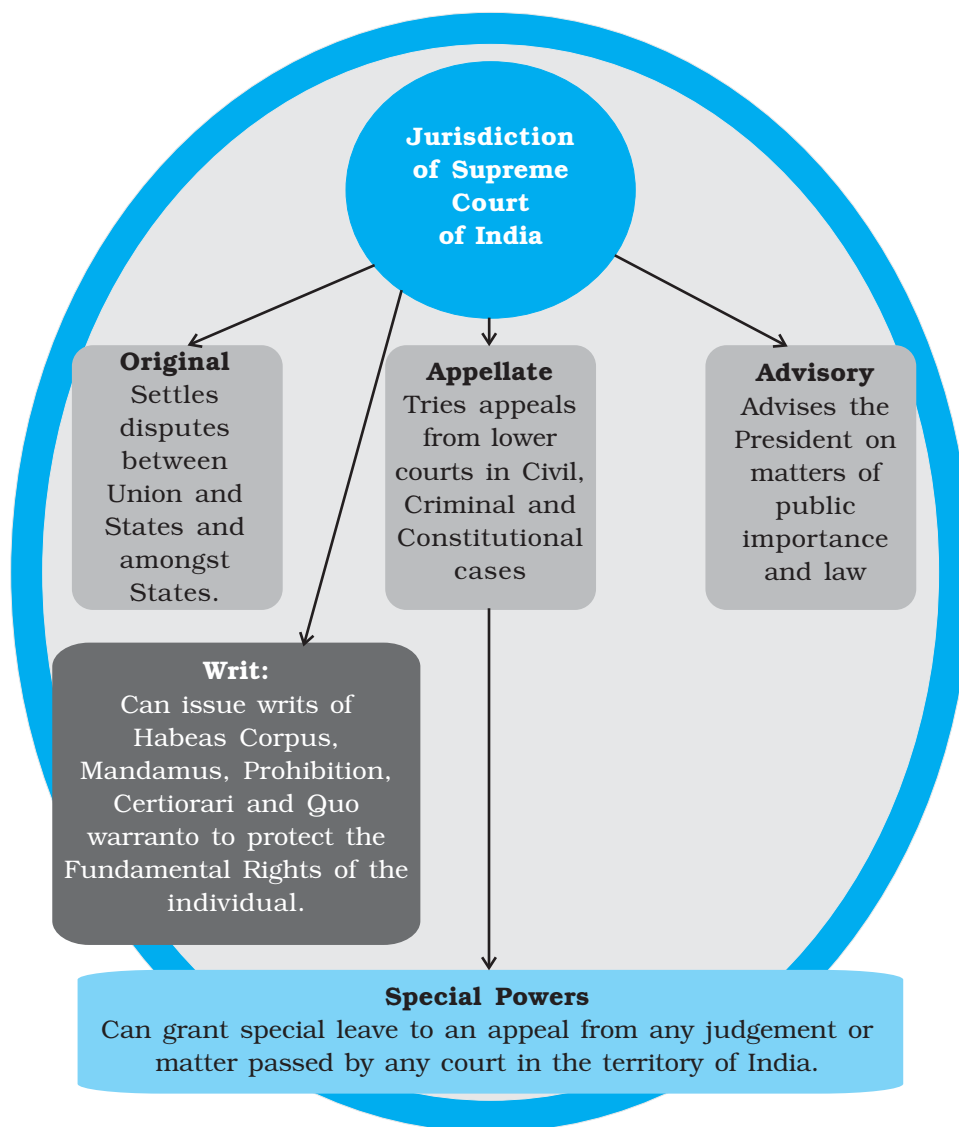 Jurisdiction
of Supreme
Court
of India
Original
Settles
disputes
between
Union and
States and
amongst
States.
Appellate
Tries appeals
from lower
courts in Civil,
Criminal and
Constitutional
cases
Advisory
Advises the
President on
matters of
public
importance
and law
Writ:
Can issue writs of
Habeas Corpus,
Mandamus, Prohibition,
Certiorari and Quo
warranto to protect the
Fundamental Rights of the
individual.
Special Powers
Can grant special leave to an appeal from any judgement or
matter passed by any court in the territory of India.